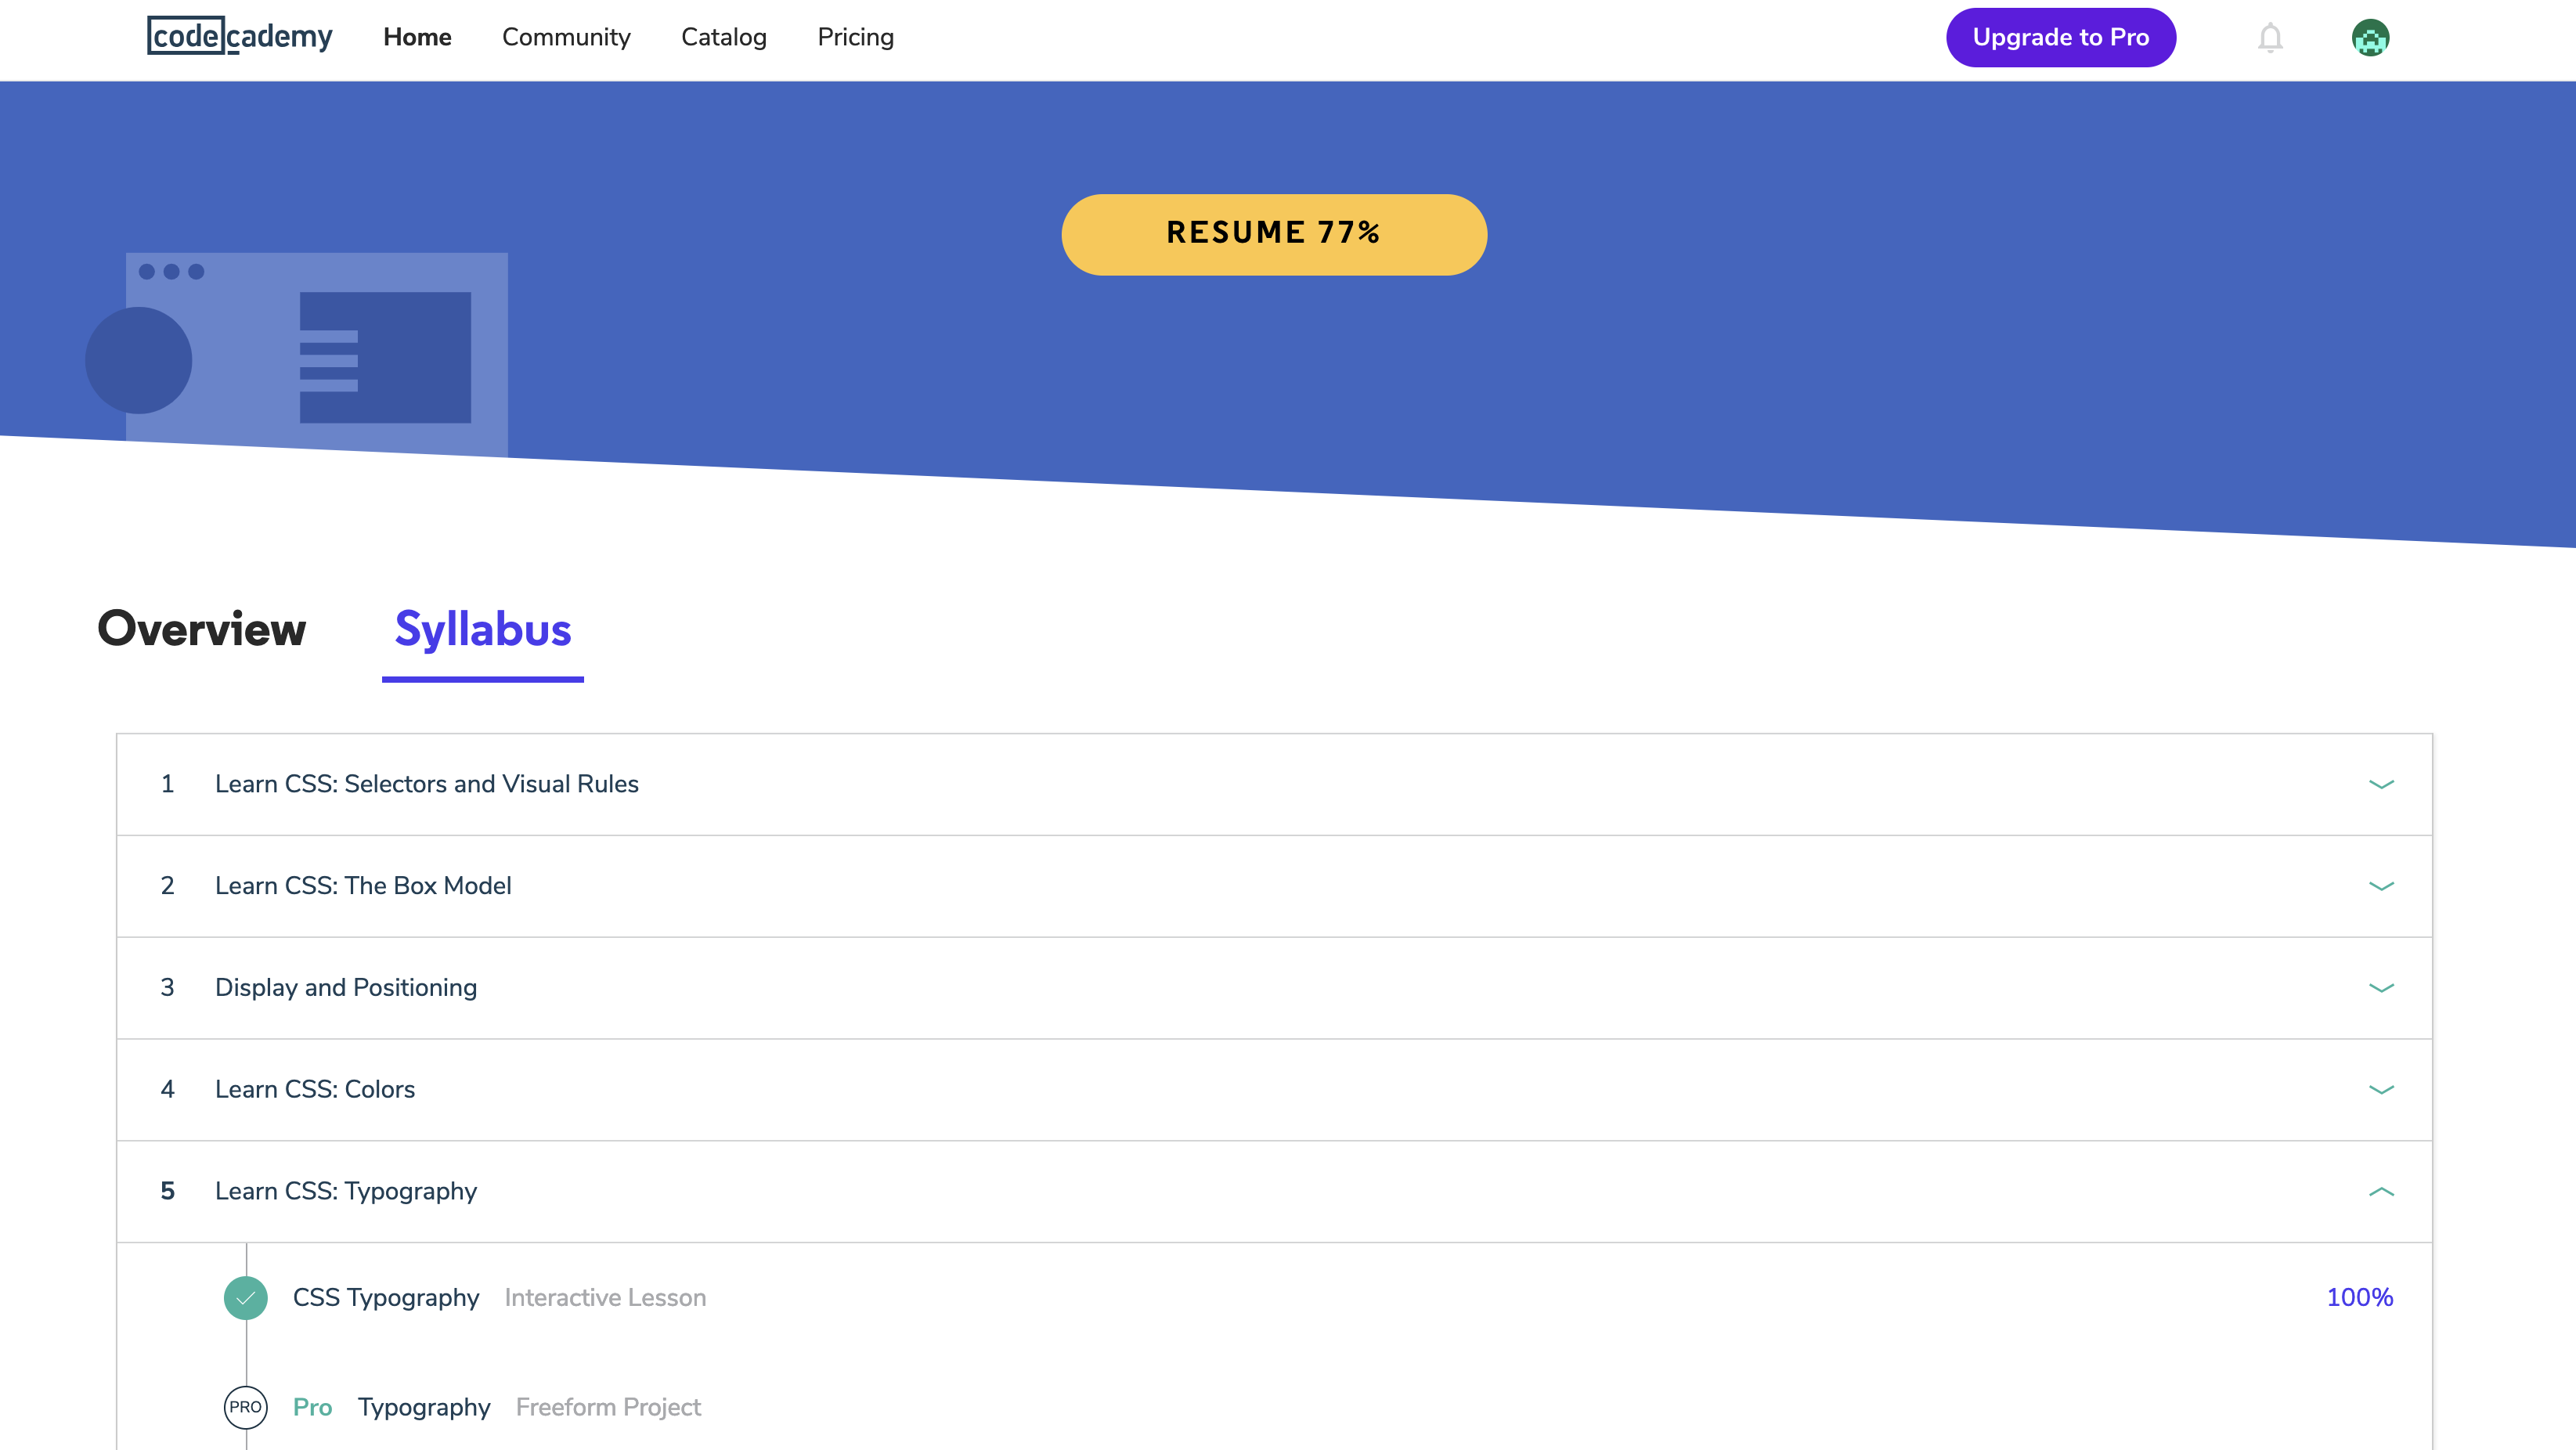 codecademy Home Community Catalog Pricing Upgrade to Pro
RESUME 77%
Overview Syllabus
1 Learn CSS: Selectors and Visual Rules
2 Learn CSS: The Box Model
3 Display and Positioning
4 Learn CSS: Colors
5 Learn CSS: Typography
CSS Typography Interactive Lesson 100%
PRO Pro Typography Freeform Project